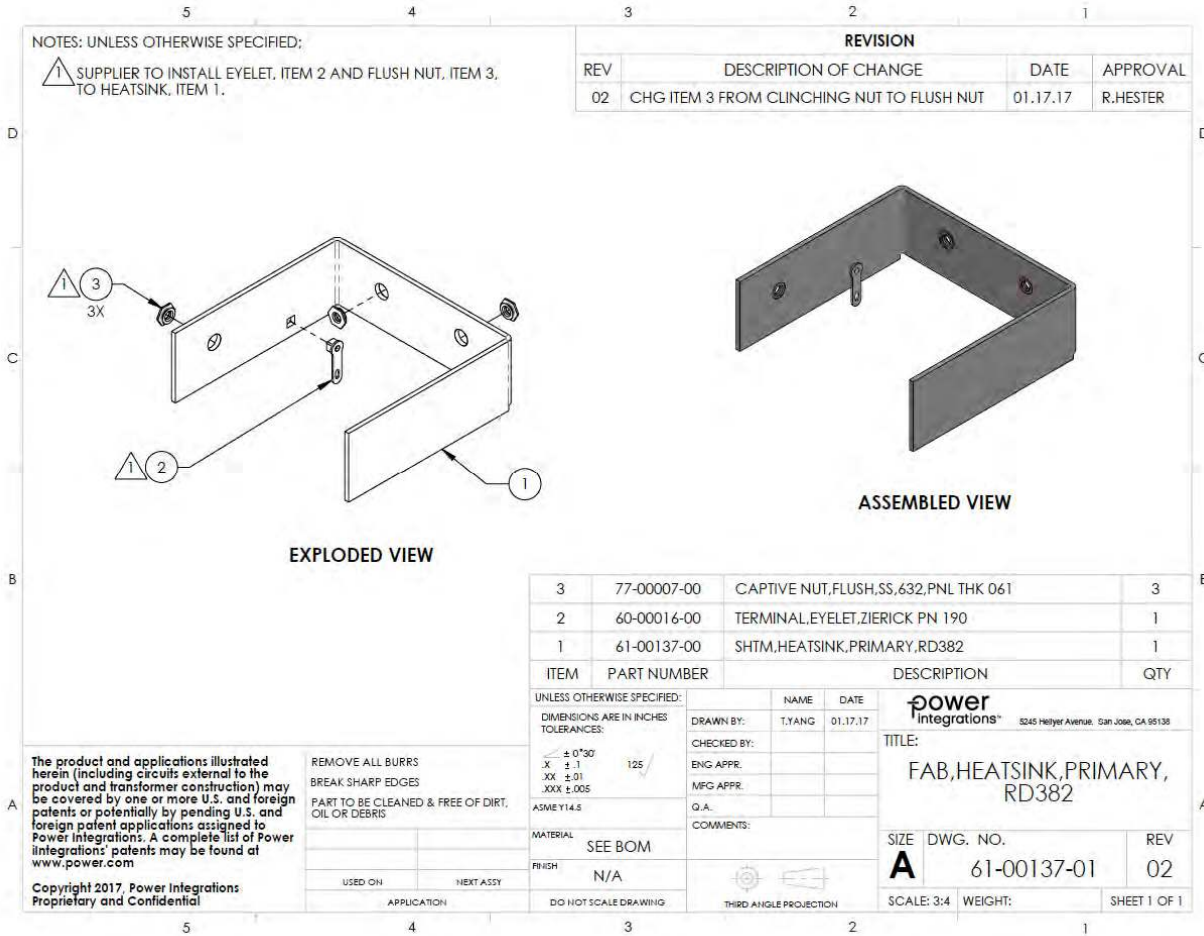 5 4 3 2 1
NOTES: UNLESS OTHERWISE SPECIFIED;
1 SUPPLIER TO INSTALL EYELET, ITEM 2 AND FLUSH NUT, ITEM 3,
TO HEATSINK, ITEM 1.
REVISION
REV DESCRIPTION OF CHANGE DATE APPROVAL
02 CHG ITEM 3 FROM CLINCHING NUT TO FLUSH NUT 01.17.17 R.HESTER
D D
1 3
3X
C C
1 2
1
EXPLODED VIEW
ASSEMBLED VIEW
B B
3 77-00007-00 CAPTIVE NUT,FLUSH,SS,632,PNL THK 061 3
2 60-00016-00 TERMINAL,EYELET,ZIERICK PN 190 1
1 61-00137-00 SHTM,HEATSINK,PRIMARY,RD382 1
ITEM PART NUMBER DESCRIPTION QTY
The product and applications illustrated
herein (including circuits external to the
product and transformer construction) may
be covered by one or more U.S. and foreign
patents or potentially by pending U.S. and
foreign patent applications assigned to
Power Integrations. A complete list of Power
Integrations' patents may be found at
www.power.com
Copyright 2017, Power Integrations
Proprietary and Confidential
REMOVE ALL BURRS
BREAK SHARP EDGES
PART TO BE CLEANED & FREE OF DIRT,
OIL OR DEBRIS
USED ON NEXT ASSY
APPLICATION
UNLESS OTHERWISE SPECIFIED:
DIMENSIONS ARE IN INCHES
TOLERANCES:
± 0°30'
.X ± .1 125
.XX ±.01
.XXX ±.005
ASME Y14.5
MATERIAL
SEE BOM
FINISH
N/A
DO NOT SCALE DRAWING
NAME DATE
DRAWN BY: T.YANG 01.17.17
CHECKED BY:
ENG APPR.
MFG APPR.
Q.A.
COMMENTS:
THIRD ANGLE PROJECTION
power
integrations™ 5245 Hellyer Avenue, San Jose, CA 95138
TITLE:
FAB,HEATSINK,PRIMARY,
RD382
SIZE DWG. NO. REV
A 61-00137-01 02
SCALE: 3:4 WEIGHT: SHEET 1 OF 1
A A
5 4 3 2 1